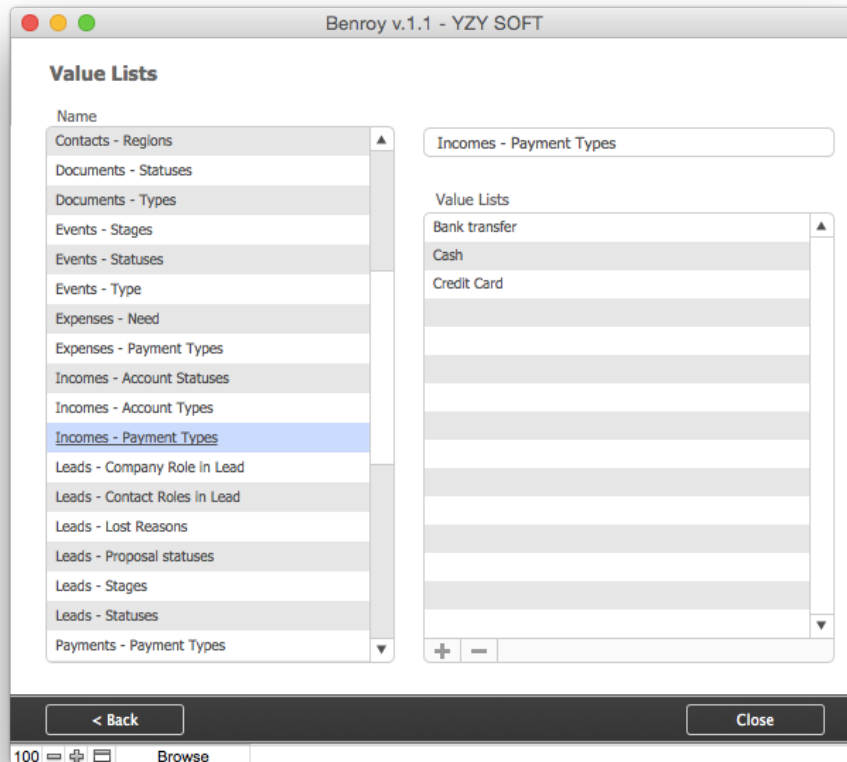 Benroy v.1.1 - YZY SOFT
Value Lists
Name
Contacts - Regions
Documents - Statuses
Documents - Types
Events - Stages
Events - Statuses
Events - Type
Expenses - Need
Expenses - Payment Types
Incomes - Account Statuses
Incomes - Account Types
Incomes - Payment Types
Leads - Company Role in Lead
Leads - Contact Roles in Lead
Leads - Lost Reasons
Leads - Proposal statuses
Leads - Stages
Leads - Statuses
Payments - Payment Types
Incomes - Payment Types
Value Lists
Bank transfer
Cash
Credit Card
< Back
Close
100
Browse